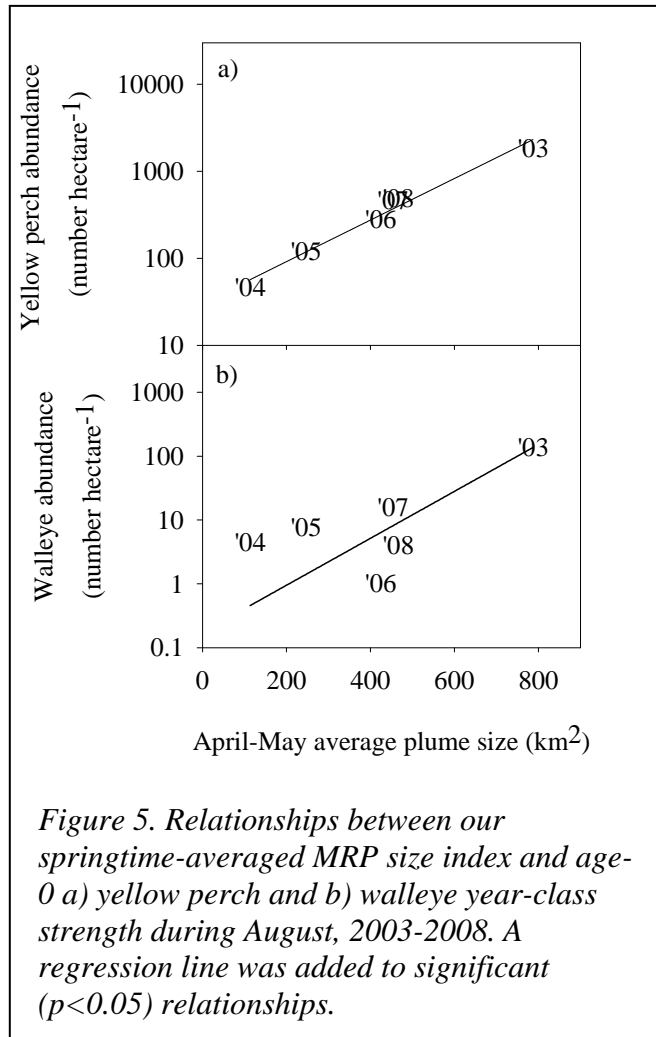 a)
Yellow perch abundance
(number hectare-1)
10000
1000
100
10
'03
'08
'07
'06
'05
'04
b)
Walleye abundance
(number hectare-1)
1000
100
10
1
0.1
'03
'07
'05
'04
'08
'06
0 200 400 600 800
April-May average plume size (km2)
Figure 5. Relationships between our
springtime-averaged MRP size index and age-
0 a) yellow perch and b) walleye year-class
strength during August, 2003-2008. A
regression line was added to significant
(p<0.05) relationships.